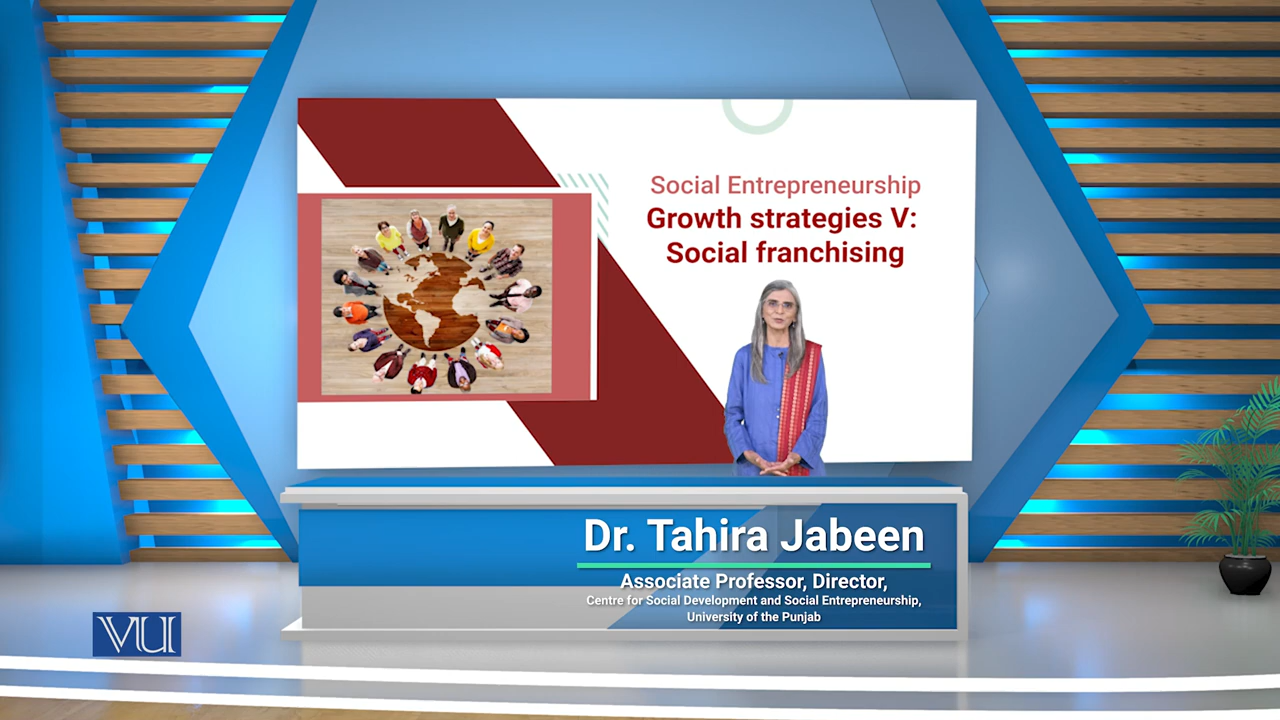 Social Entrepreneurship
Growth strategies V:
Social franchising
Dr. Tahira Jabeen
Associate Professor, Director,
Centre for Social Development and Social Entrepreneurship,
University of the Punjab
VU